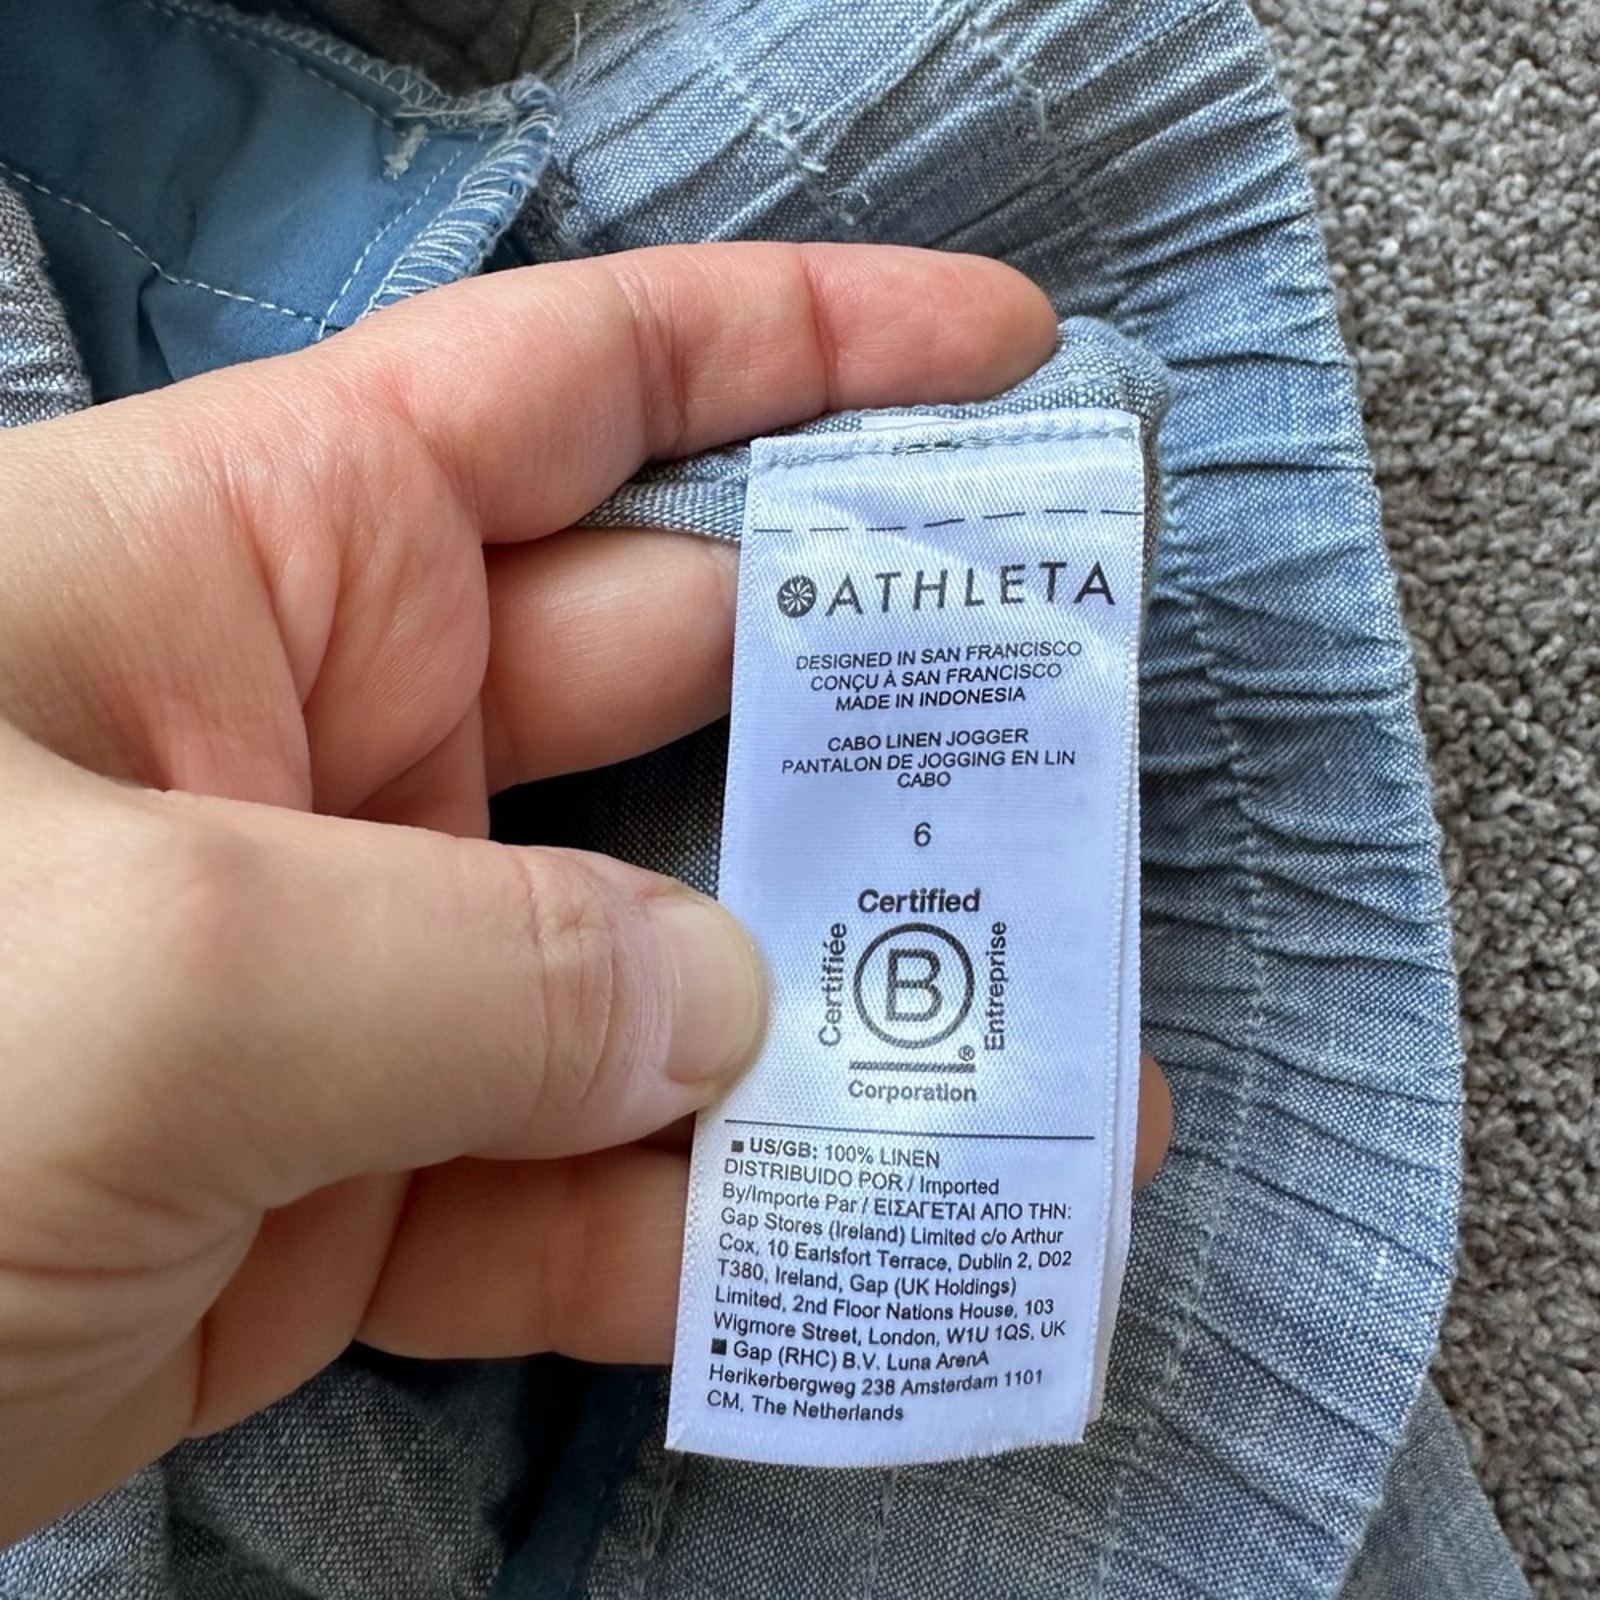 ATHLETA
DESIGNED IN SAN FRANCISCO
CONÇU À SAN FRANCISCO
MADE IN INDONESIA
CABO LINEN JOGGER
PANTALON DE JOGGING EN LIN
CABO
6
Certified
Certifiée
B
Entreprise
®
Corporation
US/GB: 100% LINEN
DISTRIBUIDO POR / Imported
By/Importe Par / ΕΙΣΑΓΕΤΑΙ ΑΠΟ ΤΗΝ:
Gap Stores (Ireland) Limited c/o Arthur
Cox, 10 Earlsfort Terrace, Dublin 2, D02
T380, Ireland, Gap (UK Holdings)
Limited, 2nd Floor Nations House, 103
Wigmore Street, London, W1U 1QS, UK
Gap (RHC) B.V. Luna ArenA
Herikerbergweg 238 Amsterdam 1101
CM, The Netherlands